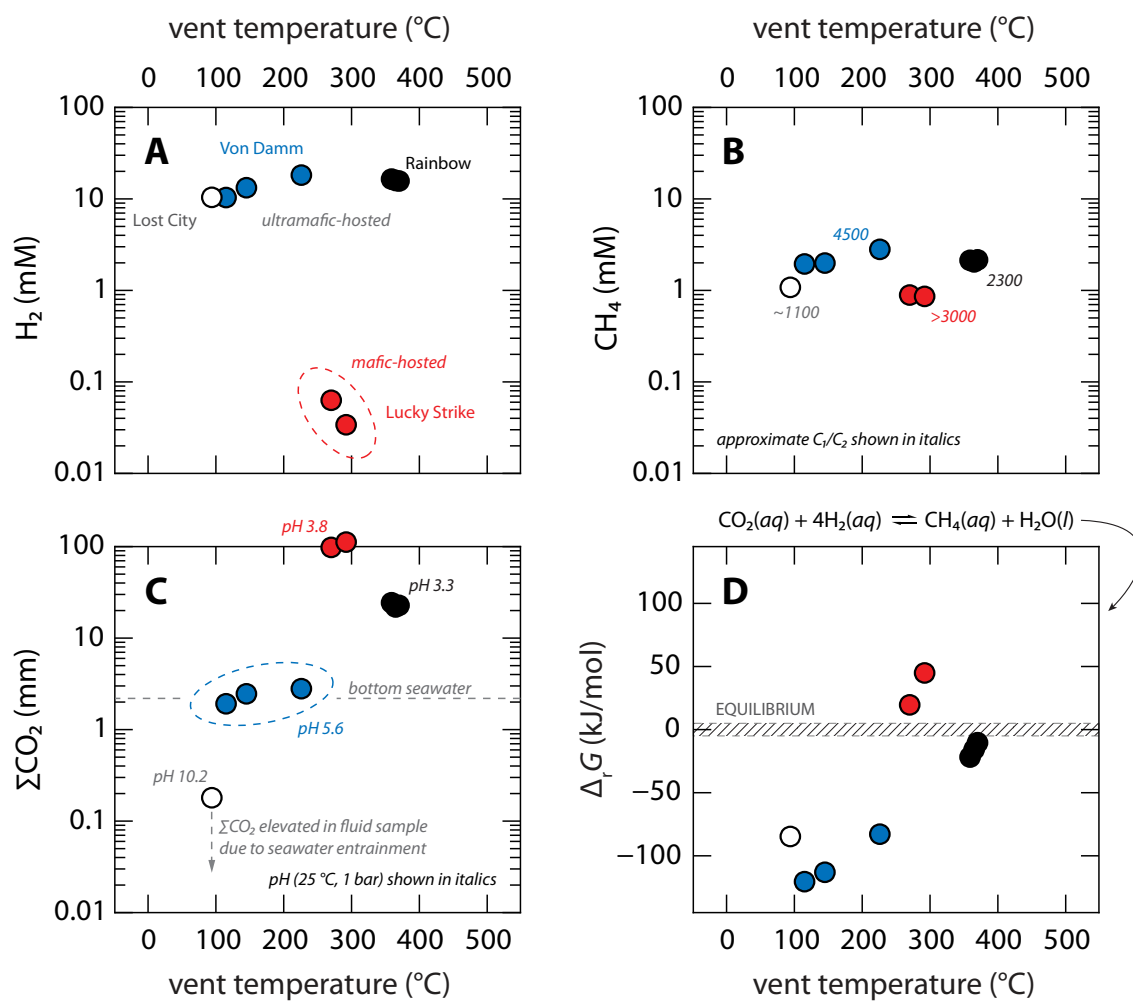 vent temperature (°C)
0 100 200 300 400 500
100
10
1
0.1
0.01
H₂ (mM)
A
Von Damm
Rainbow
Lost City
ultramafic-hosted
mafic-hosted
Lucky Strike
vent temperature (°C)
0 100 200 300 400 500
100
10
1
0.1
0.01
CH₄ (mM)
B
4500
2300
~1100
>3000
approximate C₁/C₂ shown in italics
100
10
1
0.1
0.01
ΣCO₂ (mm)
C
pH 3.8
pH 3.3
bottom seawater
pH 5.6
pH 10.2
ΣCO₂ elevated in fluid sample
due to seawater entrainment
pH (25 °C, 1 bar) shown in italics
0 100 200 300 400 500
vent temperature (°C)
CO₂(aq) + 4H₂(aq) ⇌ CH₄(aq) + H₂O(l)
100
50
0
−50
−100
ΔᵣG (kJ/mol)
D
EQUILIBRIUM
0 100 200 300 400 500
vent temperature (°C)